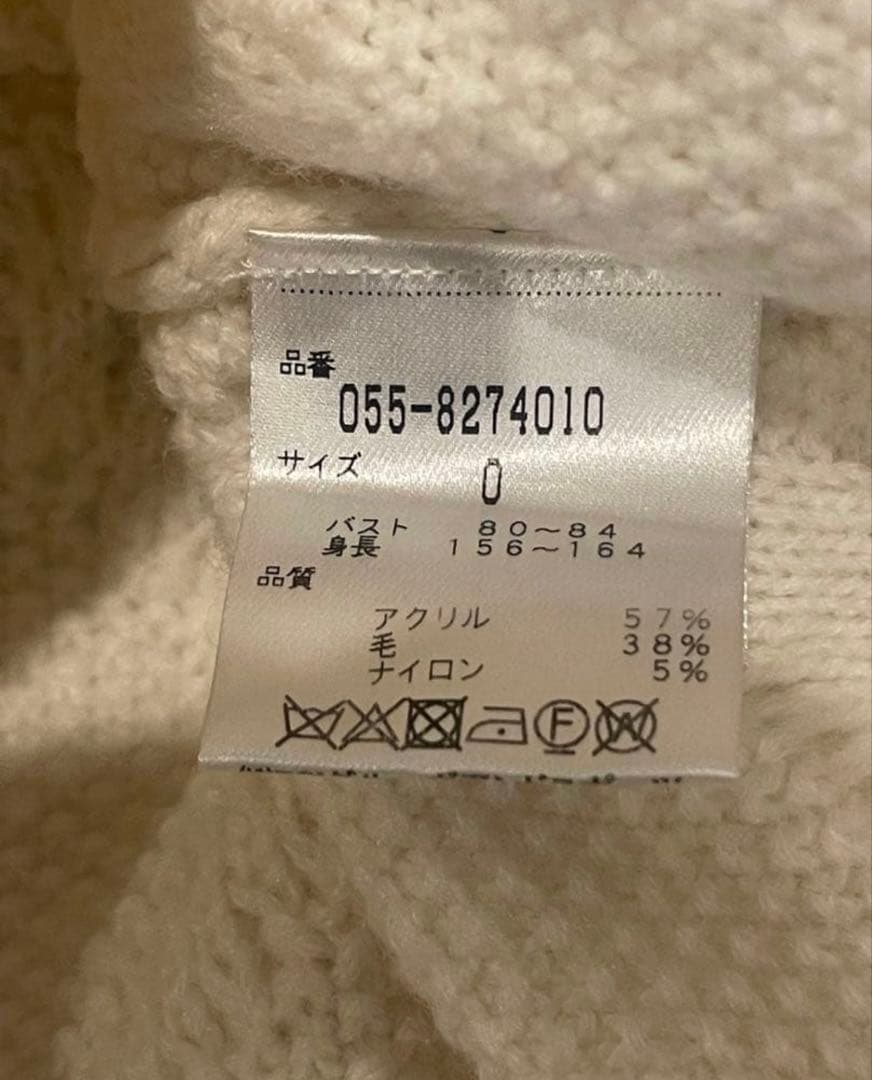 品番
055-8274010
サイズ
0
バスト 80~84
身長 156~164
品質
アクリル 57%
毛 38%
ナイロン 5%
F W